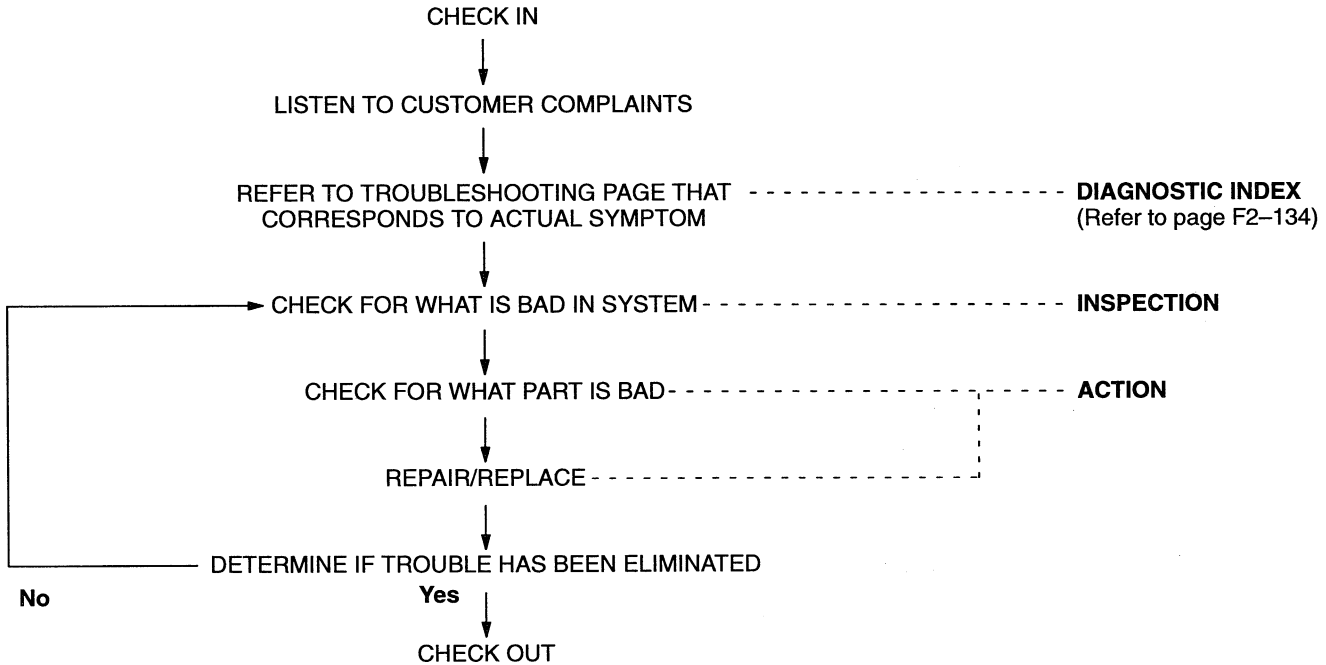 CHECK IN
LISTEN TO CUSTOMER COMPLAINTS
REFER TO TROUBLESHOOTING PAGE THAT
CORRESPONDS TO ACTUAL SYMPTOM
DIAGNOSTIC INDEX
(Refer to page F2–134)
CHECK FOR WHAT IS BAD IN SYSTEM
INSPECTION
CHECK FOR WHAT PART IS BAD
ACTION
REPAIR/REPLACE
DETERMINE IF TROUBLE HAS BEEN ELIMINATED
No
Yes
CHECK OUT